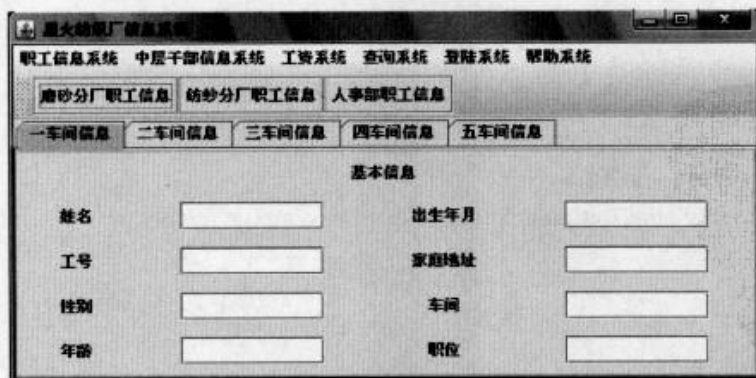 星火纺织厂信息系统
职工信息系统 中层干部信息系统 工资系统 查询系统 登陆系统 帮助系统
磨砂分厂职工信息 纺纱分厂职工信息 人事部职工信息
一车间信息 二车间信息 三车间信息 四车间信息 五车间信息
基本信息
姓名 出生年月
工号 家庭地址
性别 车间
年龄 职位